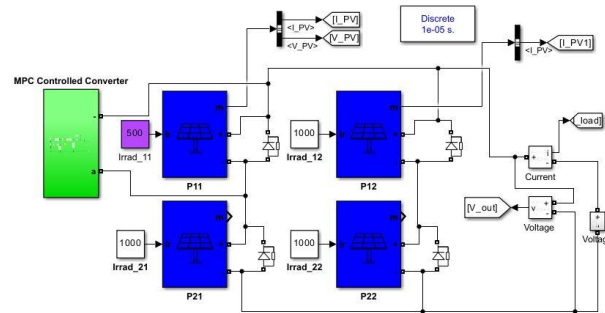 [I_PV]
<I_PV>
[V_PV]
<V_PV>
Discrete
1e-05 s.
[I_PV1]
<I_PV>
MPC Controlled Converter
-
a
500
Irrad_11
m
+
-
P11
1000
Irrad_12
m
+
-
P12
load]
i
+
-
Current
[V_out]
v
+
-
Voltage
+
-
Voltag
1000
Irrad_21
m
+
-
P21
1000
Irrad_22
m
+
-
P22